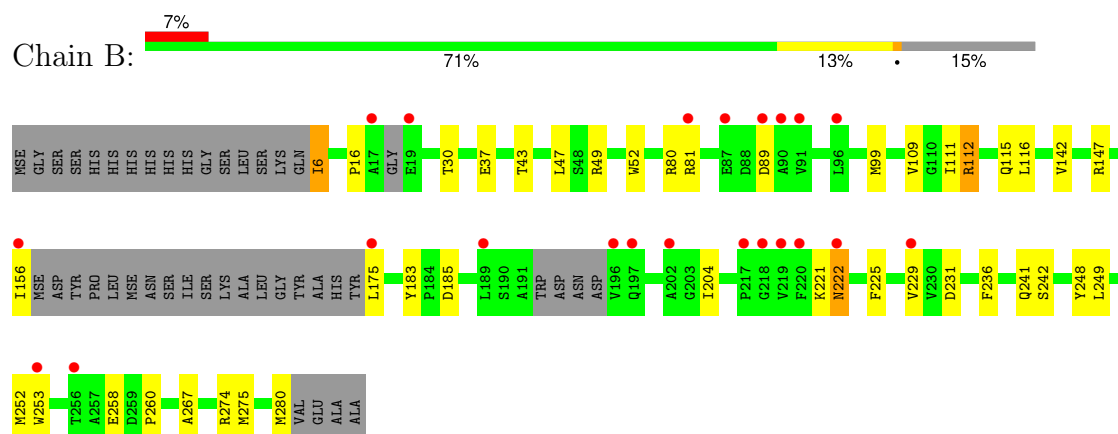 7%
Chain B:
71% 13% • 15%
MSE GLY SER SER HIS HIS HIS HIS HIS HIS GLY SER LEU SER LYS GLN I6 P16 A17 GLY E19 T30 E37 T43 L47 S48 R49 W52 R80 R81 E87 D88 D89 A90 V91 L96 M99 V109 G110 I111 R112 Q115 L116 V142 R147
I156 MSE ASP TYR PRO LEU MSE ASN SER ILE SER LYS ALA LEU GLY TYR ALA HIS TYR L175 Y183 P184 D185 L189 S190 A191 TRP ASP ASN ASP V196 Q197 A202 G203 I204 P217 G218 V219 F220 K221 N222 F225 V229 V230 D231 F236 Q241 S242 Y248 L249
M252 W253 T256 A257 E258 D259 P260 A267 R274 M275 M280 VAL GLU ALA ALA